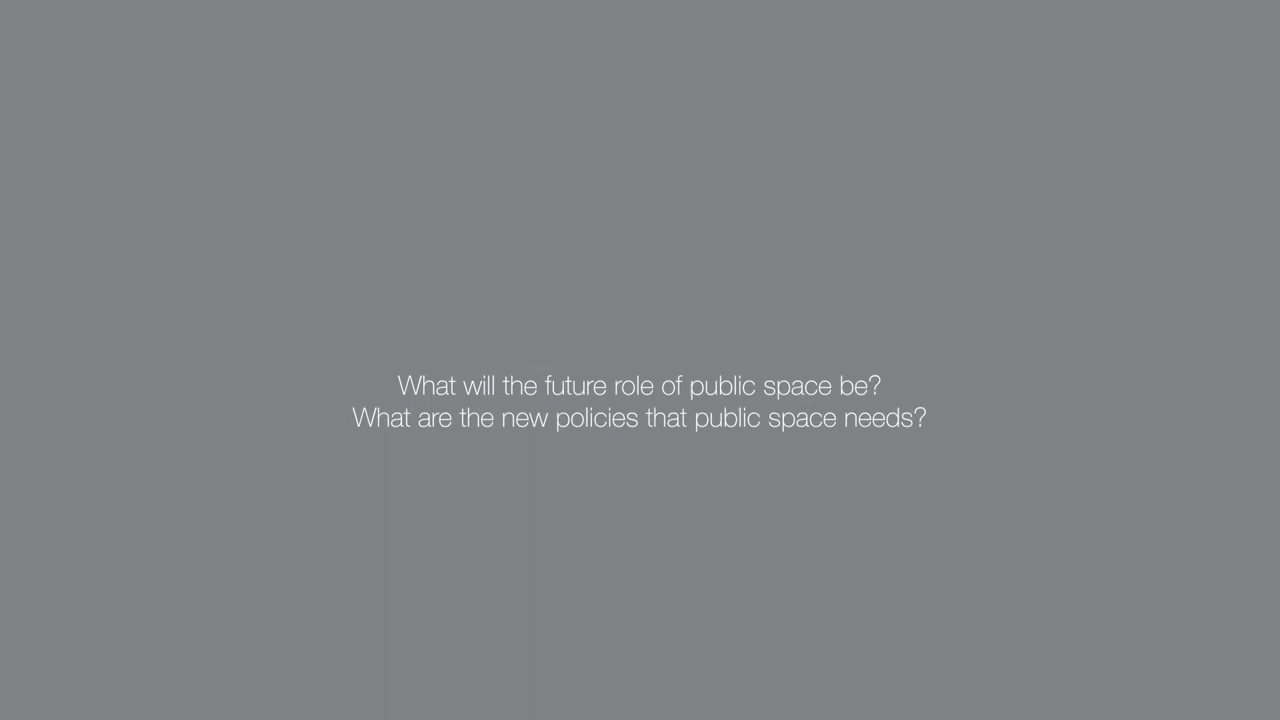 What will the future role of public space be?
What are the new policies that public space needs?